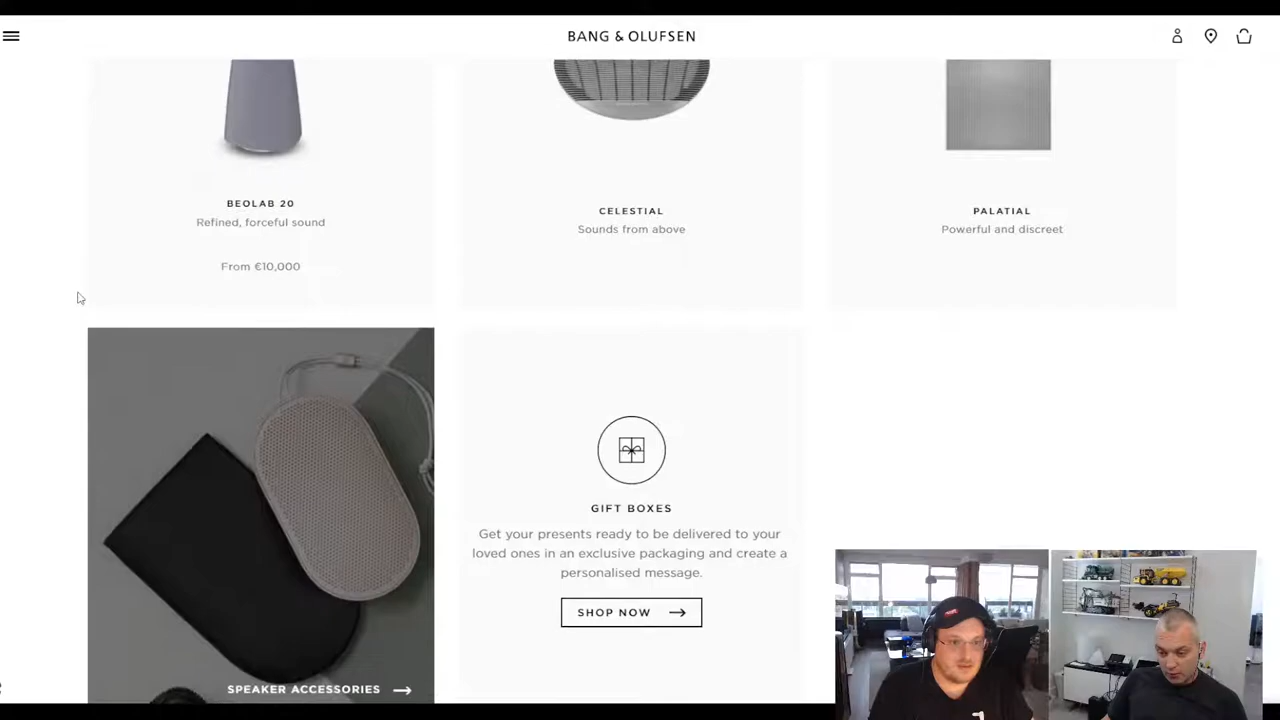 BANG & OLUFSEN
BEOLAB 20
Refined, forceful sound
From €10,000
CELESTIAL
Sounds from above
PALATIAL
Powerful and discreet
SPEAKER ACCESSORIES
GIFT BOXES
Get your presents ready to be delivered to your
loved ones in an exclusive packaging and create a
personalised message.
SHOP NOW